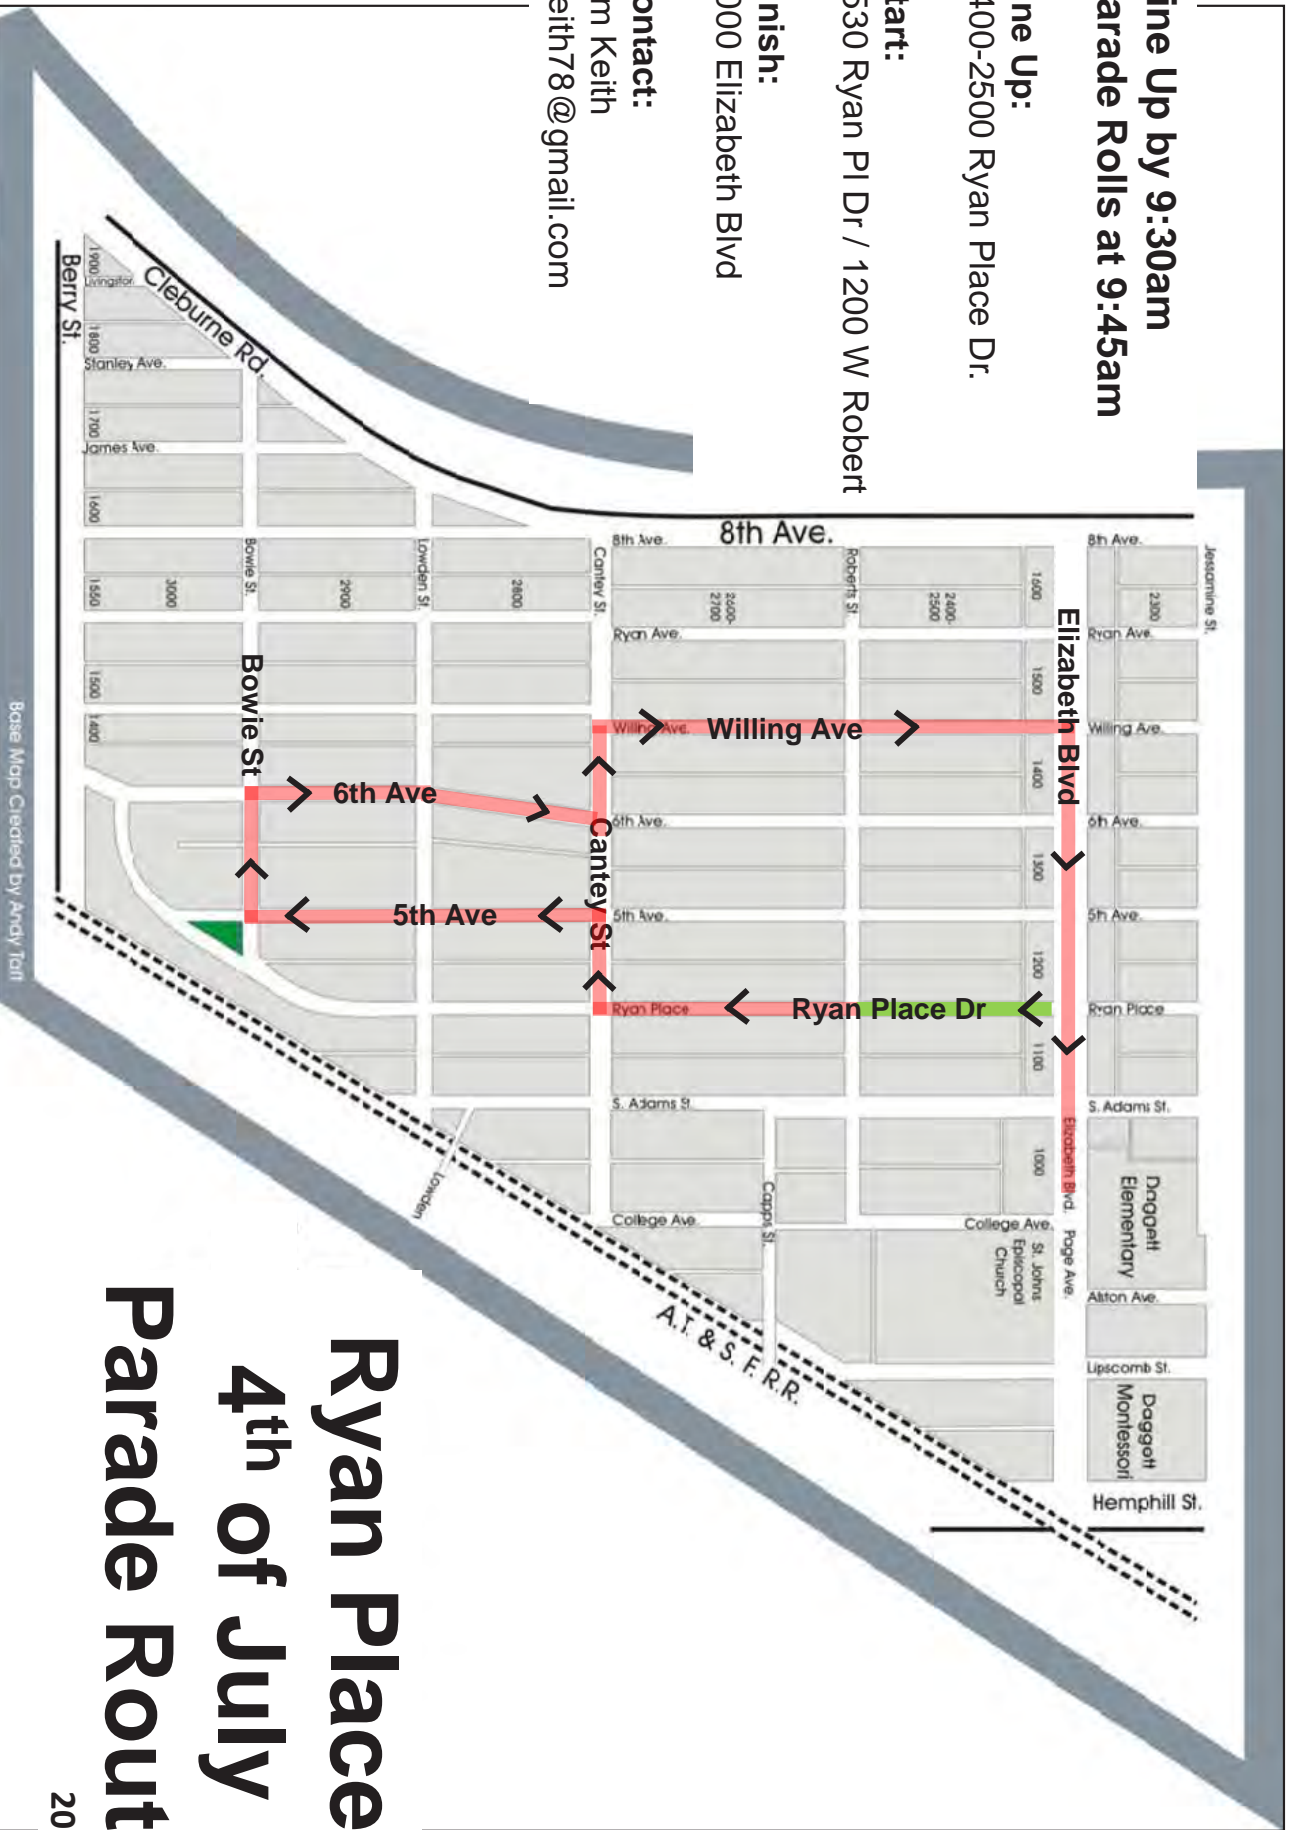 ine Up by 9:30am
arade Rolls at 9:45am
ne Up:
400-2500 Ryan Place Dr.
tart:
530 Ryan Pl Dr / 1200 W Robert
nish:
000 Elizabeth Blvd
ontact:
m Keith
eith78@gmail.com
Ryan Place
4th of July
Parade Rout
20
Jessamine St.
8th Ave.
2300
Ryan Ave.
Willing Ave.
6th Ave.
5th Ave.
Ryan Place
S. Adams St.
Daggett
Elementary
Alston Ave.
Lipscomb St.
Daggott
Montessori
Hemphill St.
Elizabeth Blvd
Elizabeth Blvd.
Page Ave.
1600
1500
1400
1300
1200
1100
1000
College Ave.
St. Johns
Episcopal
Church
2400-
2500
Ryan Place Dr
Roberts St.
8th Ave.
Willing Ave
2600-
2700
Capps St.
8th Ave.
Ryan Ave.
Willing Ave.
6th Ave.
5th Ave.
Ryan Place
S. Adams St.
College Ave.
A.T. & S. F. R.R.
Cantey St.
Cantey St
2800
6th Ave
5th Ave
Lowden St.
Lowden
2900
Bowie St.
Bowie St
3000
Cleburne Rd.
Livingston
Stanley Ave.
James Ave.
1900
1800
1700
1600
1550
1500
1400
Berry St.
Base Map Created by Andy Taft